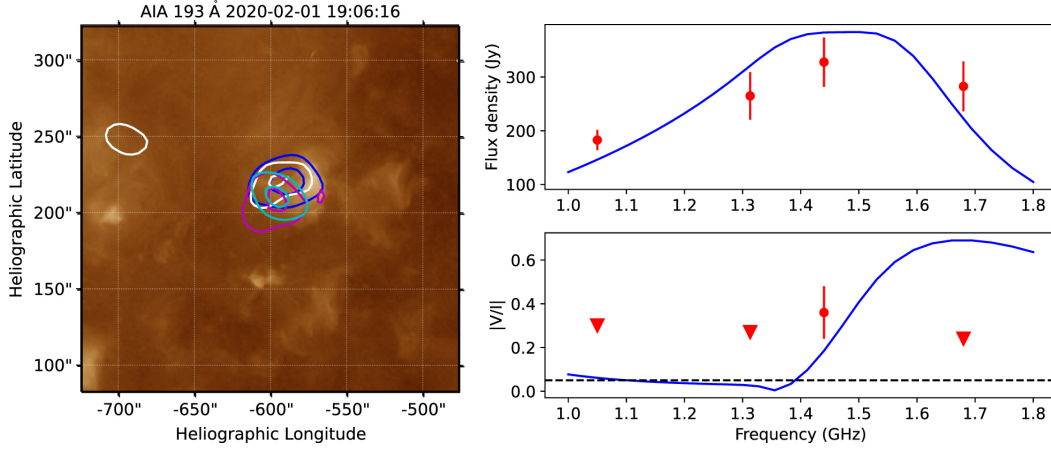 AIA 193 Å 2020-02-01 19:06:16
Heliographic Latitude
300"
250"
200"
150"
100"
-700"
-650"
-600"
-550"
-500"
Heliographic Longitude
Flux density (Jy)
300
200
100
1.0 1.1 1.2 1.3 1.4 1.5 1.6 1.7 1.8
|V/I|
0.6
0.4
0.2
0.0
1.0 1.1 1.2 1.3 1.4 1.5 1.6 1.7 1.8
Frequency (GHz)